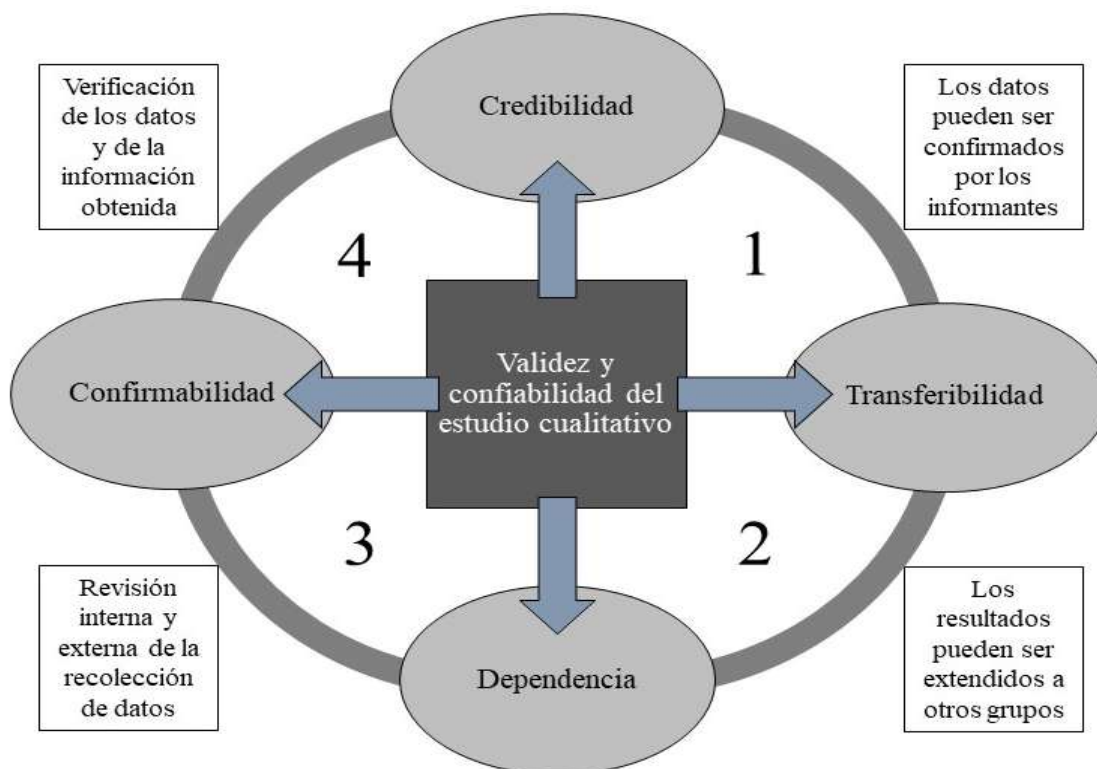 Credibilidad
Verificación
de los datos
y de la
información
obtenida
Los datos
pueden ser
confirmados
por los
informantes
4
1
Confirmabilidad
Validez y
confiabilidad del
estudio cualitativo
Transferibilidad
3
2
Revisión
interna y
externa de la
recolección
de datos
Dependencia
Los
resultados
pueden ser
extendidos a
otros grupos